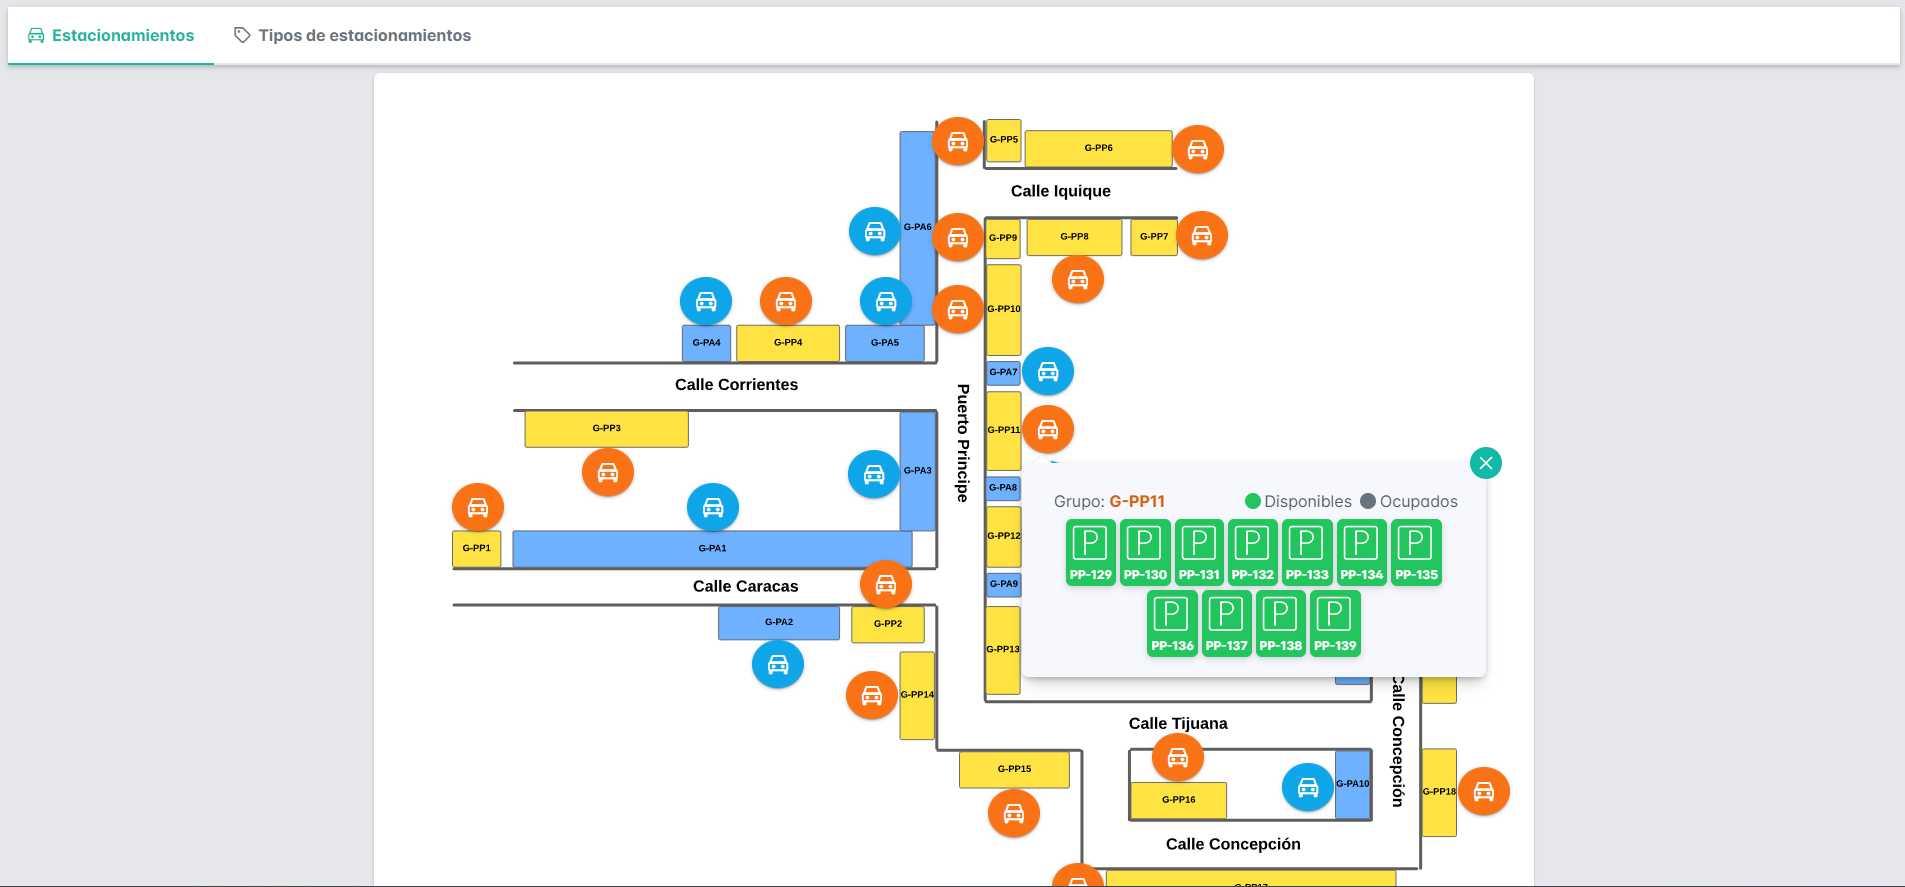 Estacionamientos
Tipos de estacionamientos
G-PP5
G-PP6
Calle Iquique
G-PA6
G-PP9
G-PP8
G-PP7
G-PP10
G-PA4
G-PP4
G-PA5
G-PA7
Calle Corrientes
Puerto Principe
G-PP3
G-PP11
G-PA3
G-PA8
Grupo: G-PP11
Disponibles
Ocupados
PP-129
PP-130
PP-131
PP-132
PP-133
PP-134
PP-135
PP-136
PP-137
PP-138
PP-139
G-PP12
G-PP1
G-PA1
G-PA9
Calle Caracas
G-PA2
G-PP2
G-PP13
G-PP14
Calle Tijuana
Calle Concepción
G-PP15
G-PP16
G-PA10
G-PP18
Calle Concepción
G-PP17